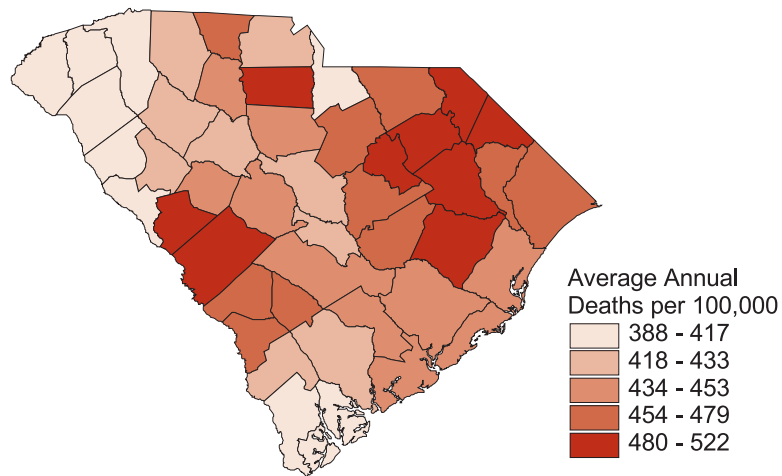 Average Annual
Deaths per 100,000
388 - 417
418 - 433
434 - 453
454 - 479
480 - 522